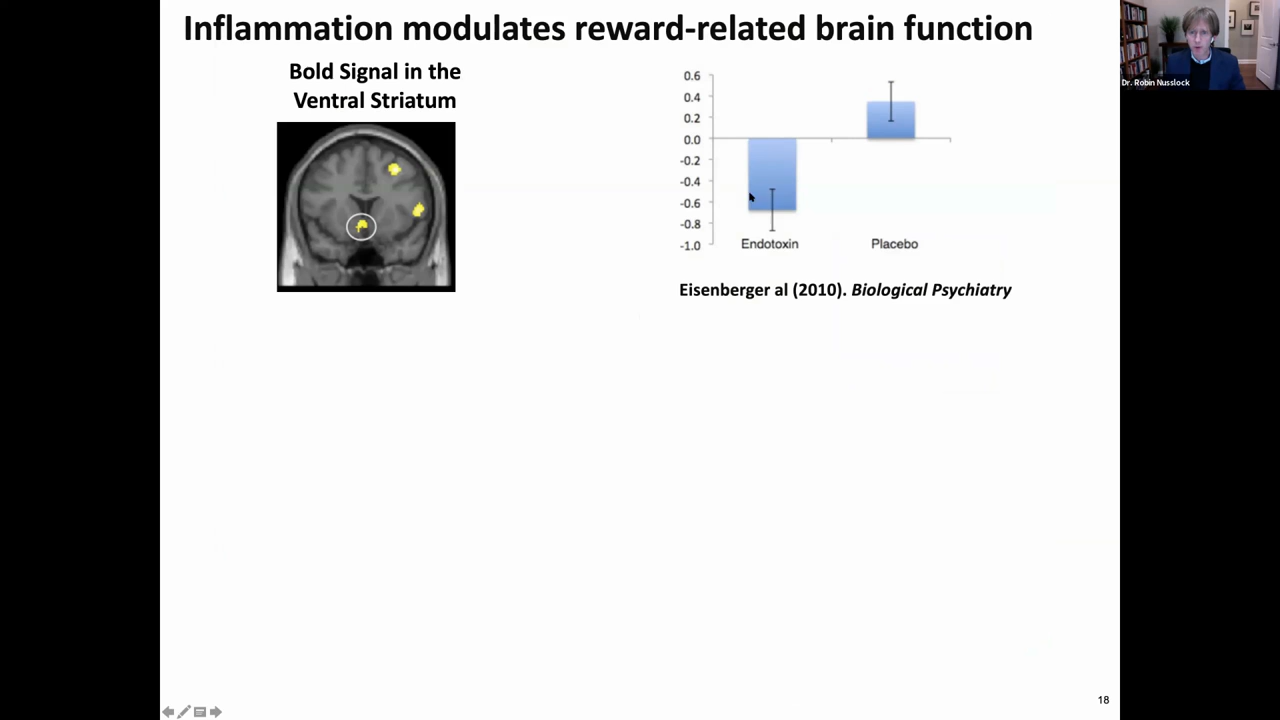 Inflammation modulates reward-related brain function
Dr. Robin Nusslock
Bold Signal in the
Ventral Striatum
0.6
0.4
0.2
0.0
-0.2
-0.4
-0.6
-0.8
-1.0
Endotoxin
Placebo
Eisenberger al (2010). Biological Psychiatry
18